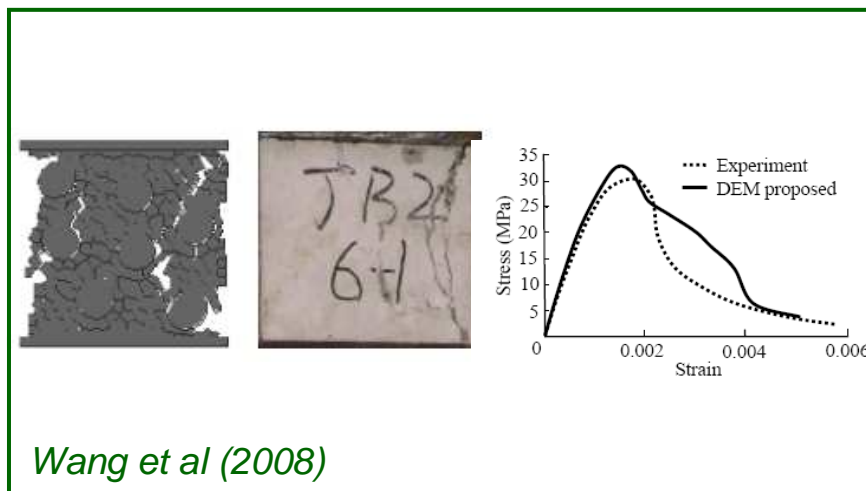 JB2
6-1
35
30
25
20
15
10
5
0
0.002
0.004
0.006
Stress (MPa)
Strain
Experiment
DEM proposed
Wang et al (2008)